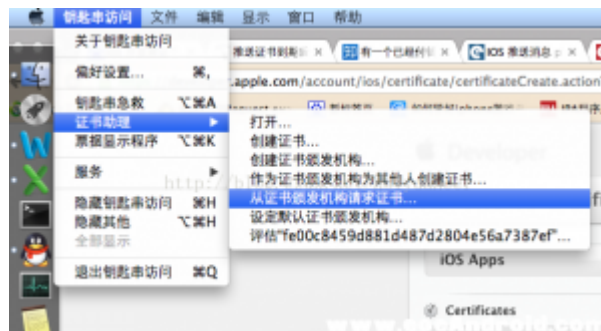 钥匙串访问 文件 编辑 显示 窗口 帮助
关于钥匙串访问
偏好设置... ⌘,
钥匙串急救 ⌥⌘A
证书助理 ▶
票据显示程序 ⌥⌘K
服务 ▶
隐藏钥匙串访问 ⌘H
隐藏其他 ⌥⌘H
全部显示
退出钥匙串访问 ⌘Q
推送证书到期
有一个已经付
iOS 推送消息
.apple.com/account/ios/certificate/certificateCreate.action
打开...
创建证书...
创建证书颁发机构...
作为证书颁发机构为其他人创建证书...
从证书颁发机构请求证书...
设定默认证书颁发机构...
评估“fe00c8459d881d487d2804e56a7387ef”...
Developer
iOS Apps
Certificates